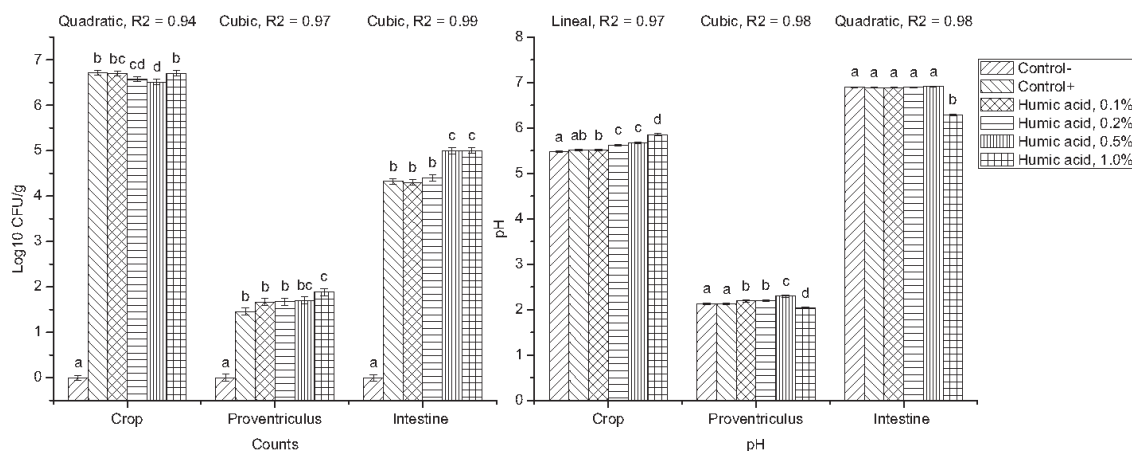 Quadratic, R2 = 0.94 Cubic, R2 = 0.97 Cubic, R2 = 0.99
Log10 CFU/g
7
6
5
4
3
2
1
0
a b bc cd d b
a b b b bc c
a b b b c c
Crop Proventriculus Intestine
Counts
Lineal, R2 = 0.97 Cubic, R2 = 0.98 Quadratic, R2 = 0.98
pH
8
7
6
5
4
3
2
1
0
a ab b c c d
a a b b c d
a a a a a b
Crop Proventriculus Intestine
pH
Control-
Control+
Humic acid, 0.1%
Humic acid, 0.2%
Humic acid, 0.5%
Humic acid, 1.0%